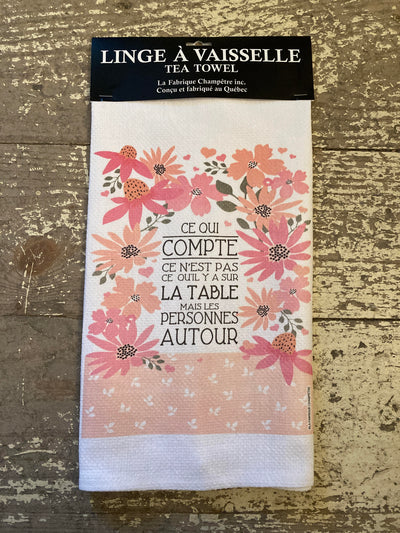 LINGE À VAISSELLE
TEA TOWEL
La Fabrique Champêtre inc.
Conçu et fabriqué au Québec
CE QUI
COMPTE
CE N'EST PAS
CE QU'IL Y A SUR
LA TABLE
MAIS LES
PERSONNES
AUTOUR